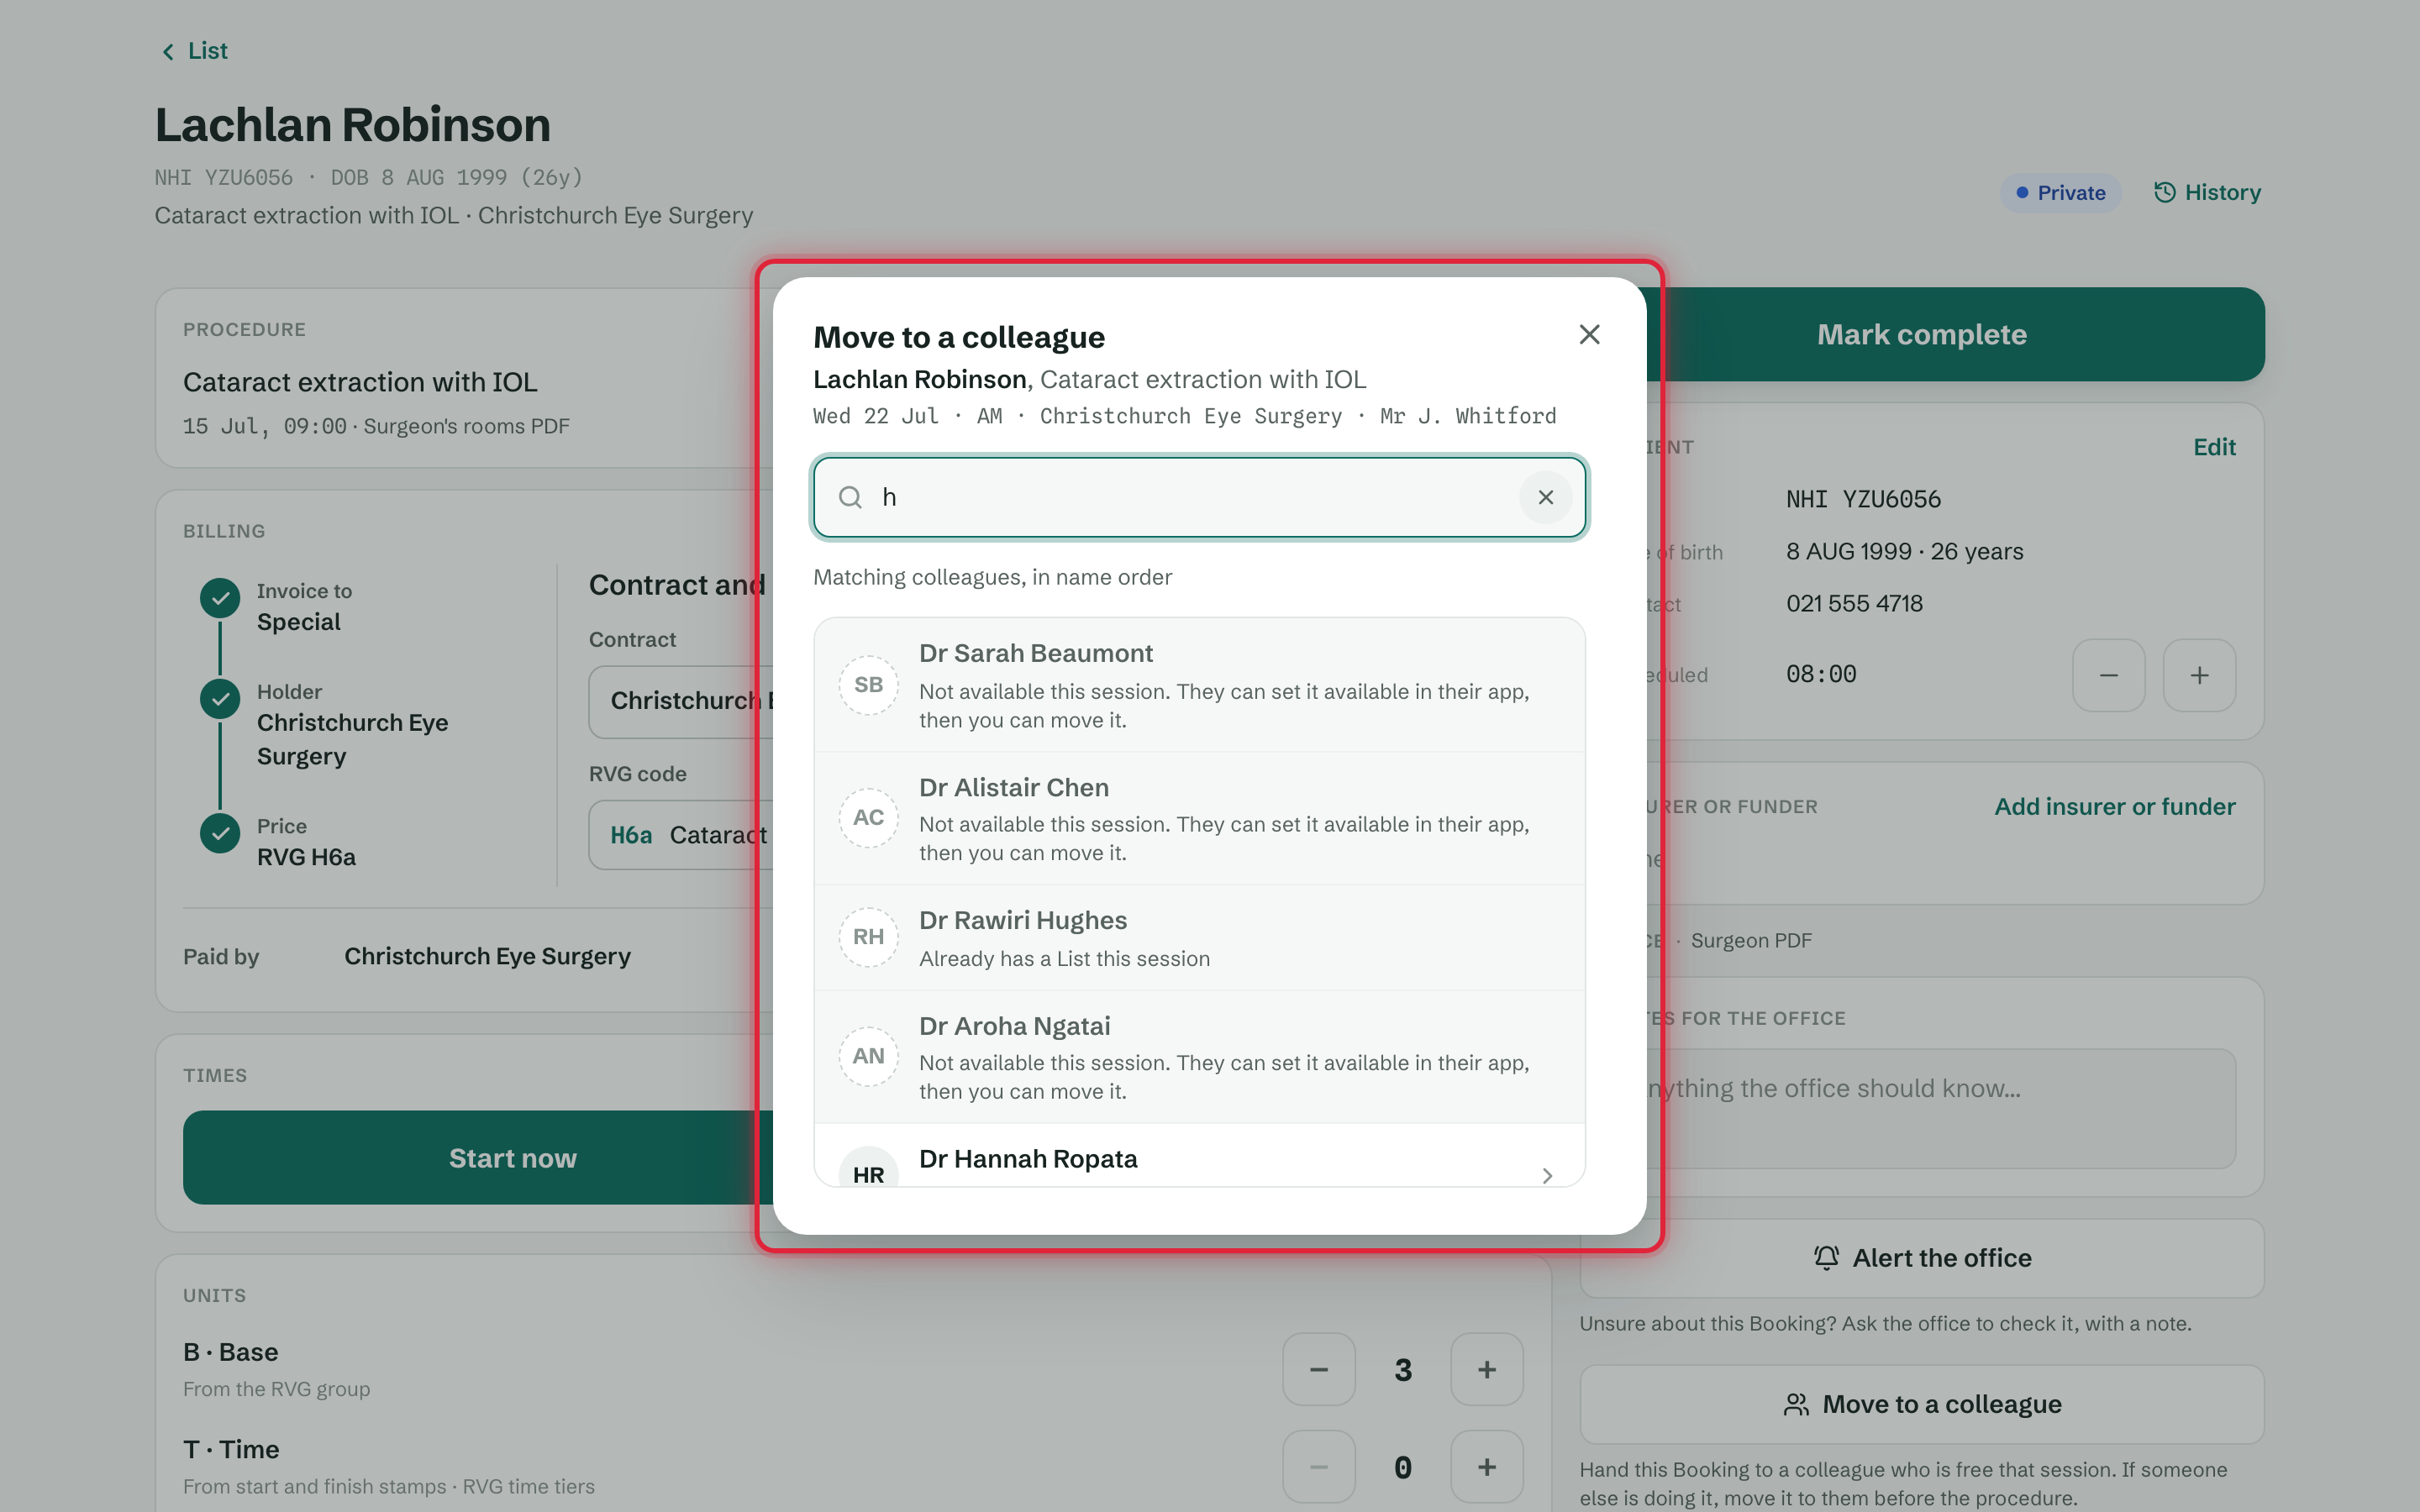 List
Lachlan Robinson
NHI YZU6056 · DOB 8 AUG 1999 (26y)
Cataract extraction with IOL · Christchurch Eye Surgery
Private
History
PROCEDURE
Cataract extraction with IOL
15 Jul, 09:00 · Surgeon's rooms PDF
BILLING
Invoice to
Special
Holder
Christchurch Eye
Surgery
Price
RVG H6a
Contract and
Contract
Christchurch
RVG code
H6a Cataract
Paid by
Christchurch Eye Surgery
TIMES
Start now
UNITS
B · Base
From the RVG group
3
T · Time
From start and finish stamps · RVG time tiers
0
Move to a colleague
Lachlan Robinson, Cataract extraction with IOL
Wed 22 Jul · AM · Christchurch Eye Surgery · Mr J. Whitford
h
Matching colleagues, in name order
SB
Dr Sarah Beaumont
Not available this session. They can set it available in their app,
then you can move it.
AC
Dr Alistair Chen
Not available this session. They can set it available in their app,
then you can move it.
RH
Dr Rawiri Hughes
Already has a List this session
AN
Dr Aroha Ngatai
Not available this session. They can set it available in their app,
then you can move it.
HR
Dr Hannah Ropata
Mark complete
Edit
NHI YZU6056
of birth
8 AUG 1999 · 26 years
021 555 4718
08:00
OR FUNDER
Add insurer or funder
· Surgeon PDF
FOR THE OFFICE
the office should know...
Alert the office
Unsure about this Booking? Ask the office to check it, with a note.
Move to a colleague
Hand this Booking to a colleague who is free that session. If someone
else is doing it, move it to them before the procedure.